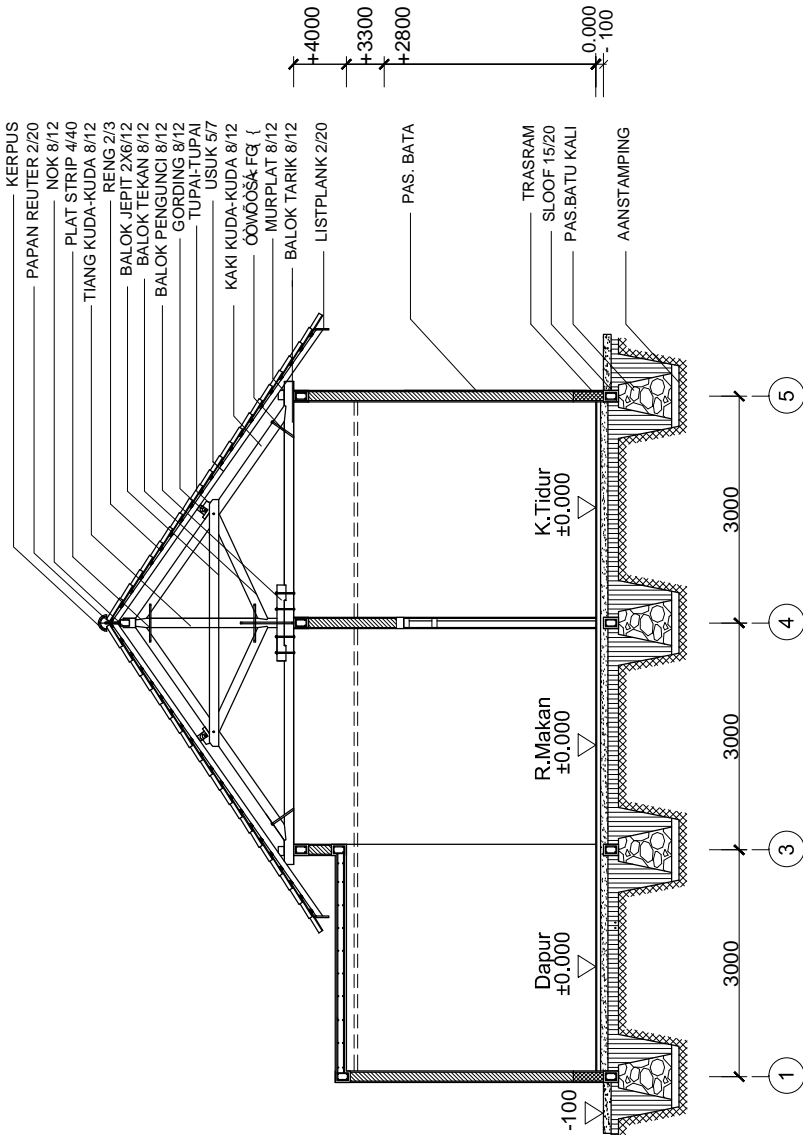 KERPUS
PAPAN REUTER 2/20
NOK 8/12
PLAT STRIP 4/40
TIANG KUDA-KUDA 8/12
RENG 2/3
BALOK JEPIT 2X6/12
BALOK TEKAN 8/12
BALOK PENGUNCI 8/12
GORDING 8/12
TUPAI-TUPAI
USUK 5/7
KAKI KUDA-KUDA 8/12
MURPLAT 8/12
BALOK TARIK 8/12
LISTPLANK 2/20
PAS. BATA
TRASRAM
SLOOF 15/20
PAS.BATU KALI
AANSTAMPING
+4000
+3300
+2800
0.000
-100
K.Tidur
±0.000
R.Makan
±0.000
Dapur
±0.000
-100
3000
3000
3000
5
4
3
1